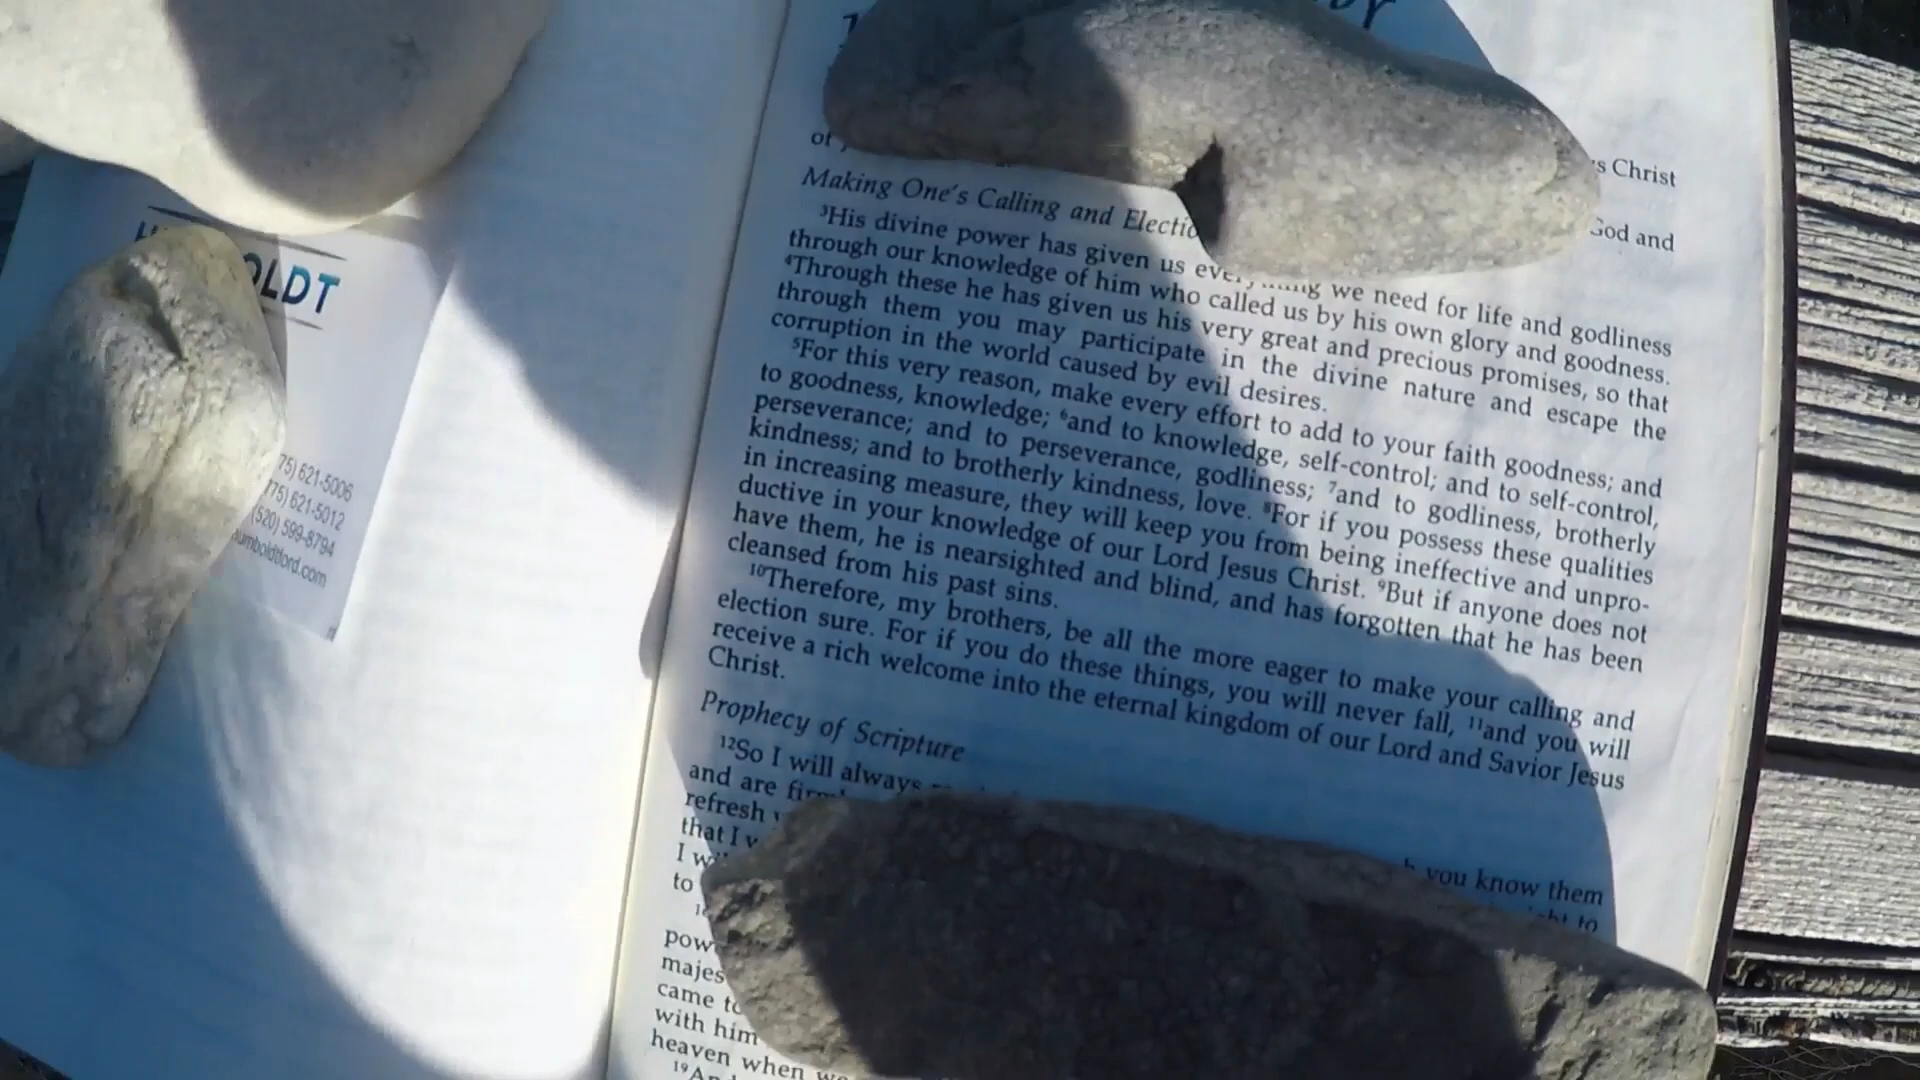 OLDT
75) 621-5006
775) 621-5012
(520) 599-8794
umboldtford.com
of
s Christ
God and
Making One's Calling and Electio
³His divine power has given us we need for life and godliness
through our knowledge of him who called us by his own glory and goodness.
⁴Through these he has given us his very great and precious promises, so that
through them you may participate in the divine nature and escape the
corruption in the world caused by evil desires.
⁵For this very reason, make every effort to add to your faith goodness; and
to goodness, knowledge; ⁶and to knowledge, self-control; and to self-control,
perseverance; and to perseverance, godliness; ⁷and to godliness, brotherly
kindness; and to brotherly kindness, love. ⁸For if you possess these qualities
in increasing measure, they will keep you from being ineffective and unpro-
ductive in your knowledge of our Lord Jesus Christ. ⁹But if anyone does not
have them, he is nearsighted and blind, and has forgotten that he has been
cleansed from his past sins.
¹⁰Therefore, my brothers, be all the more eager to make your calling and
election sure. For if you do these things, you will never fall, ¹¹and you will
receive a rich welcome into the eternal kingdom of our Lord and Savior Jesus
Christ.
Prophecy of Scripture
¹²So I will always
and are you know them
refresh to
that I
I
to
pow
majes
came
with him
heaven when